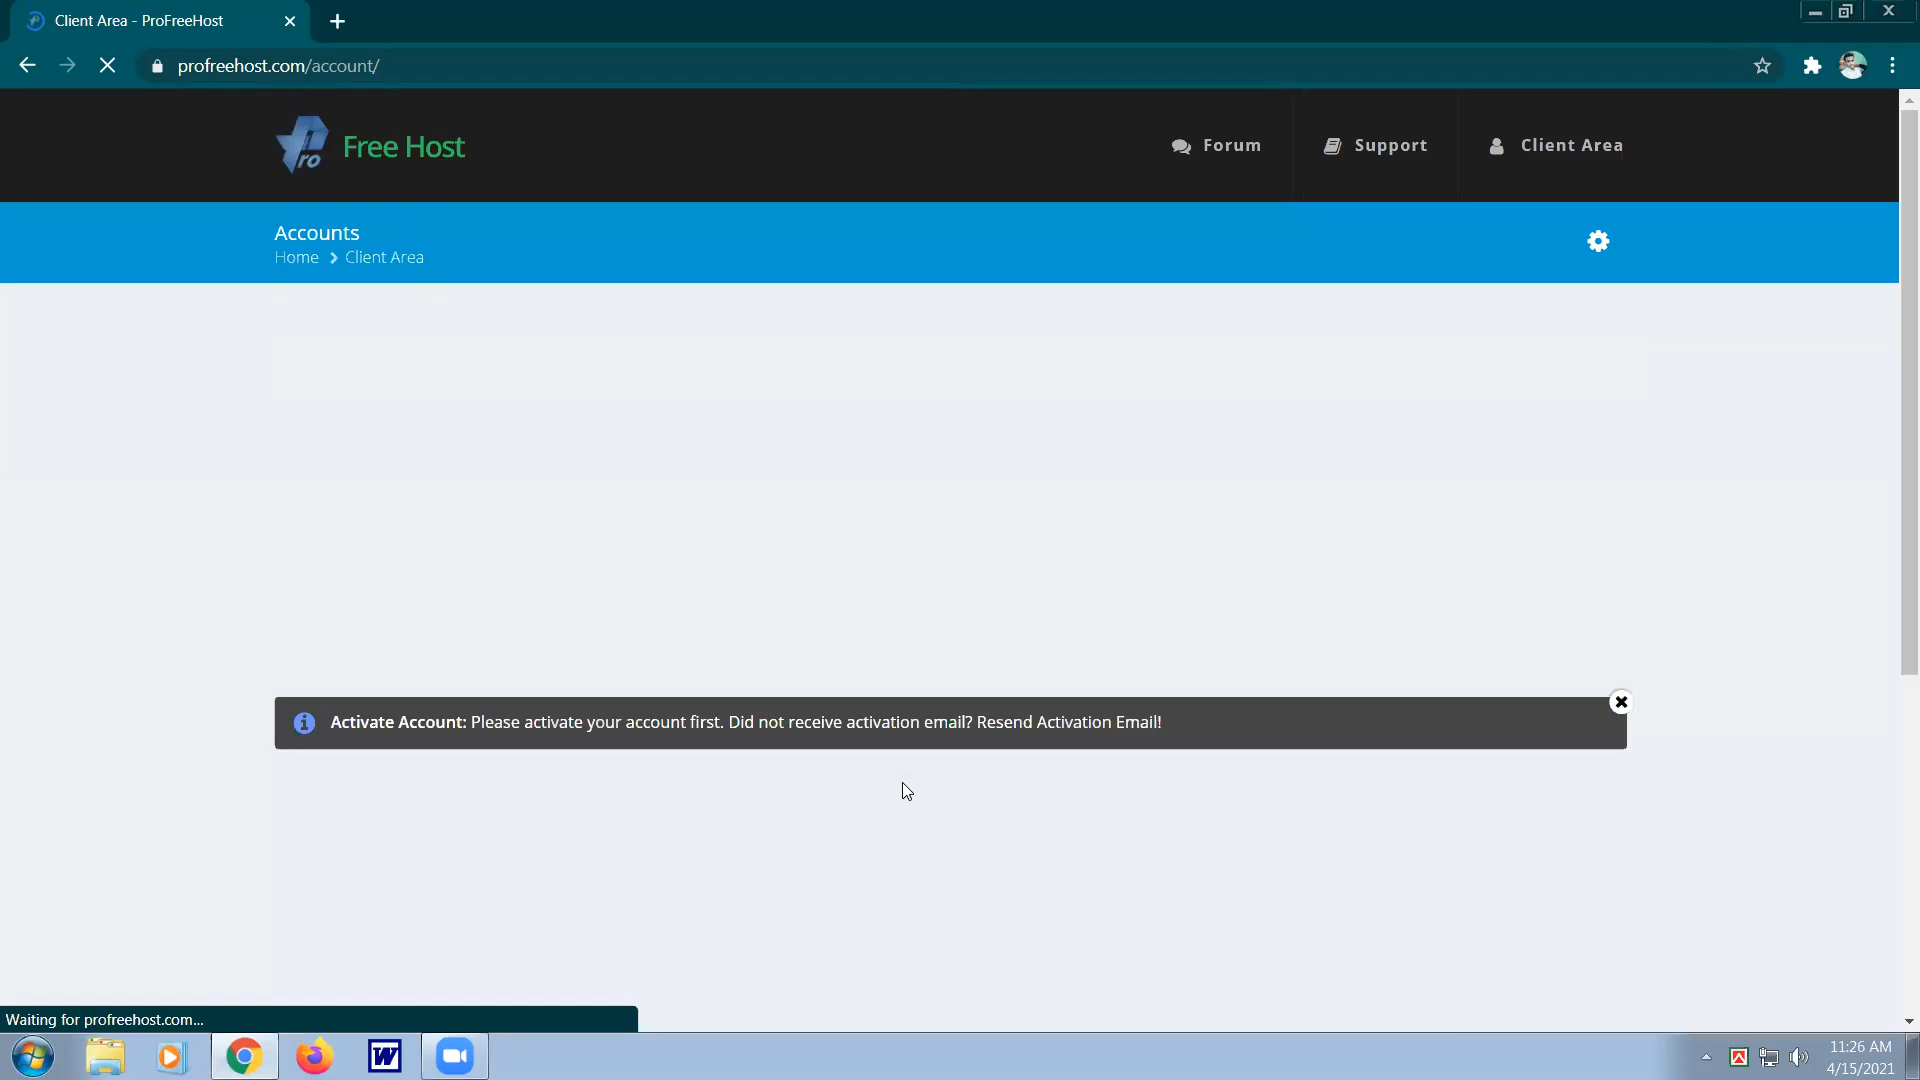 Client Area - ProFreeHost
profreehost.com/account/
Pro Free Host
Forum
Support
Client Area
Accounts
Home
Client Area
Activate Account: Please activate your account first. Did not receive activation email? Resend Activation Email!
Waiting for profreehost.com...
W
11:26 AM
4/15/2021